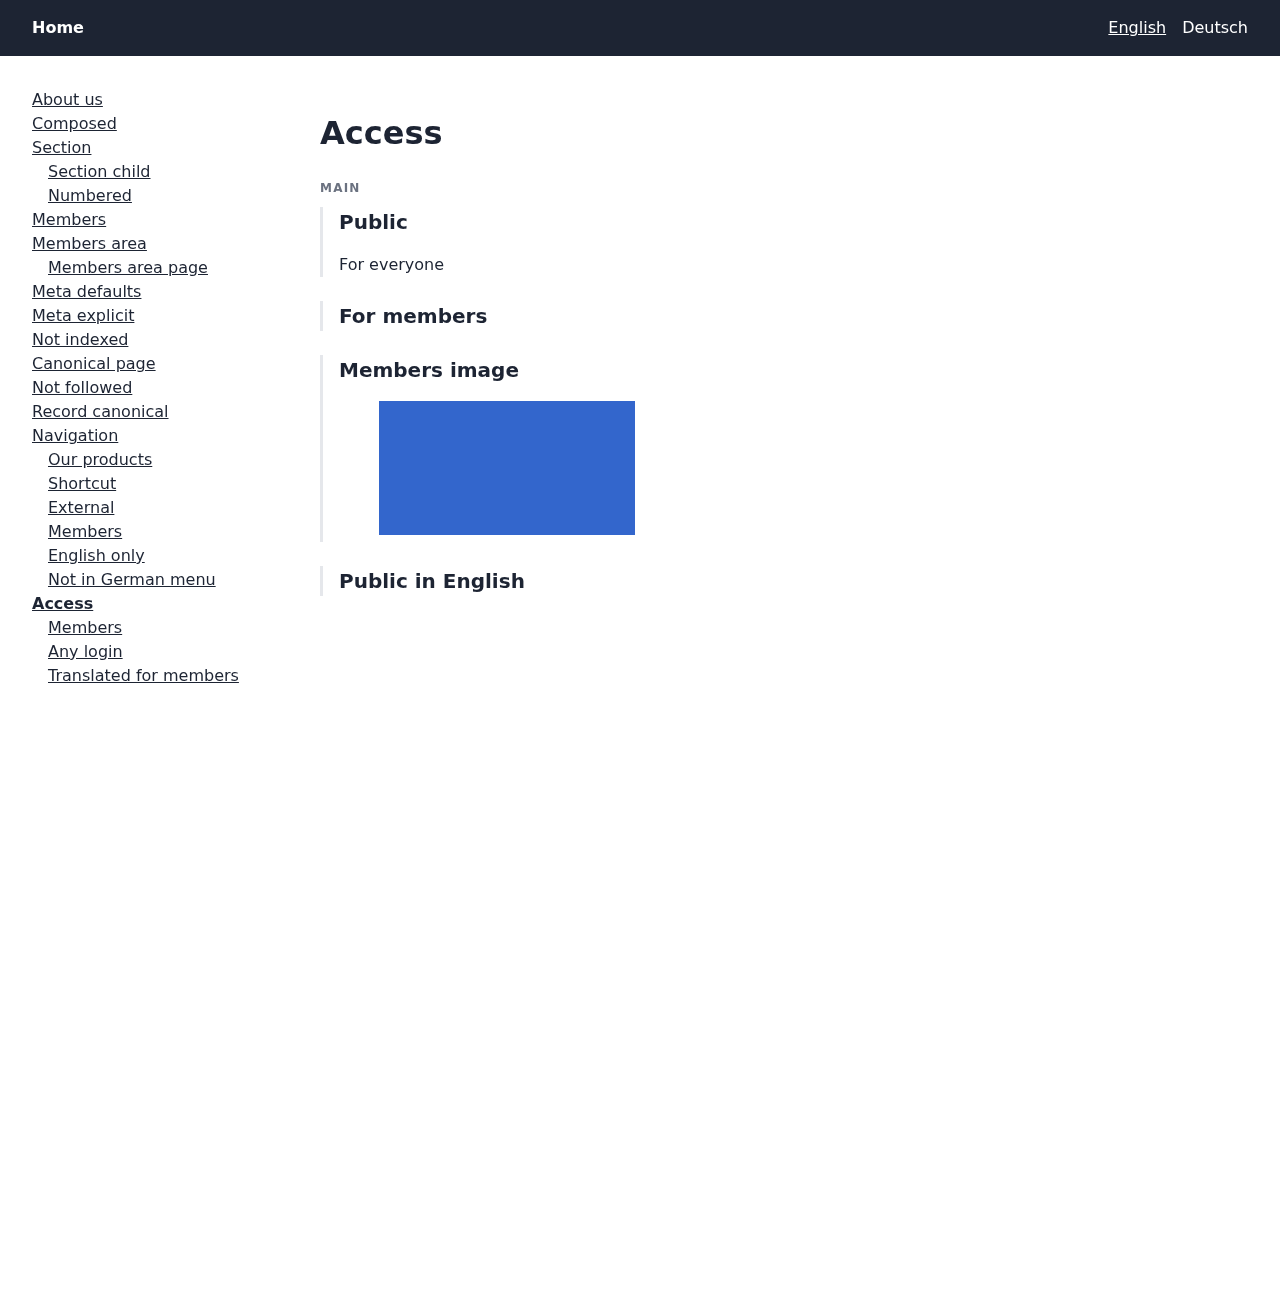 Home
English Deutsch
About us
Composed
Section
Section child
Numbered
Members
Members area
Members area page
Meta defaults
Meta explicit
Not indexed
Canonical page
Not followed
Record canonical
Navigation
Our products
Shortcut
External
Members
English only
Not in German menu
Access
Members
Any login
Translated for members
Access
MAIN
Public
For everyone
For members
Members image
Public in English